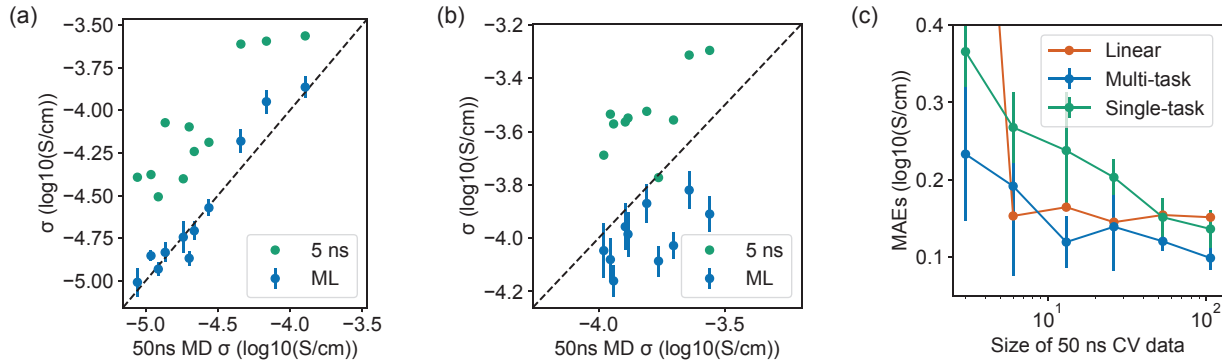 (a)
−3.50
−3.75
−4.00
−4.25
−4.50
−4.75
−5.00
σ (log10(S/cm))
5 ns
ML
−5.0
−4.5
−4.0
−3.5
50ns MD σ (log10(S/cm))
(b)
−3.2
−3.4
−3.6
−3.8
−4.0
−4.2
σ (log10(S/cm))
5 ns
ML
−4.0
−3.5
50ns MD σ (log10(S/cm))
(c)
0.4
0.3
0.2
0.1
MAEs (log10(S/cm))
Linear
Multi-task
Single-task
10¹
10²
Size of 50 ns CV data